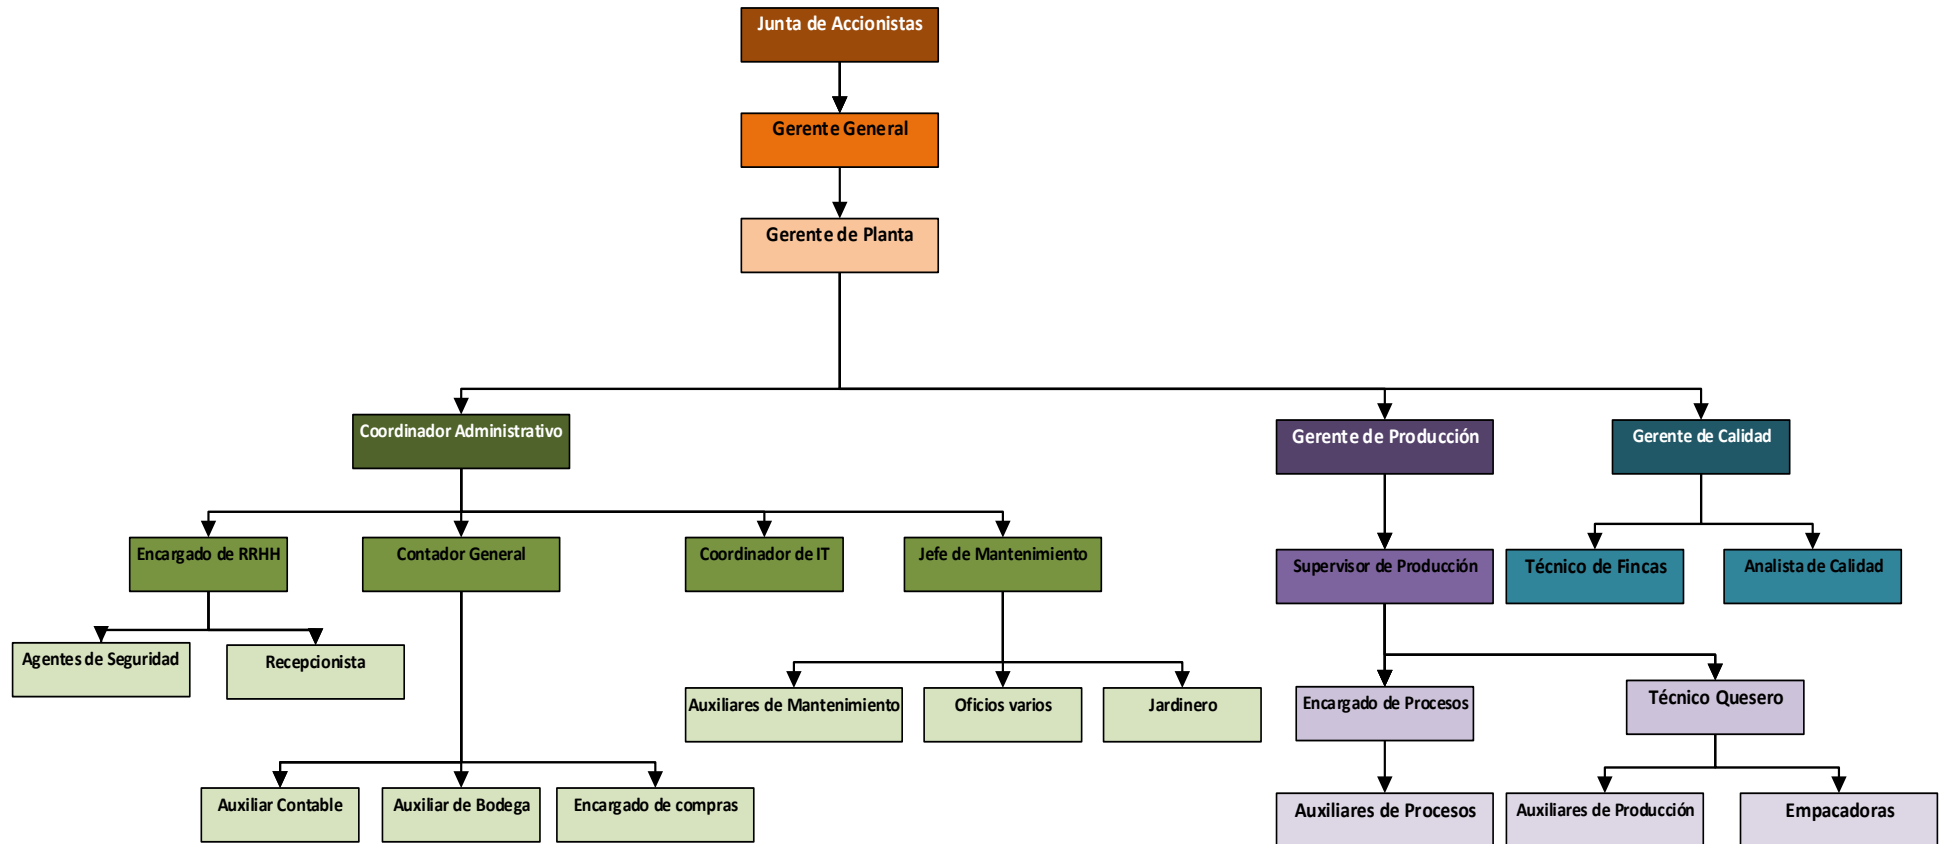 Junta de Accionistas
Gerente General
Gerente de Planta
Coordinador Administrativo
Gerente de Producción
Gerente de Calidad
Encargado de RRHH
Contador General
Coordinador de IT
Jefe de Mantenimiento
Supervisor de Producción
Técnico de Fincas
Analista de Calidad
Agentes de Seguridad
Recepcionista
Auxiliares de Mantenimiento
Oficios varios
Jardinero
Encargado de Procesos
Técnico Quesero
Auxiliar Contable
Auxiliar de Bodega
Encargado de compras
Auxiliares de Procesos
Auxiliares de Producción
Empacadoras